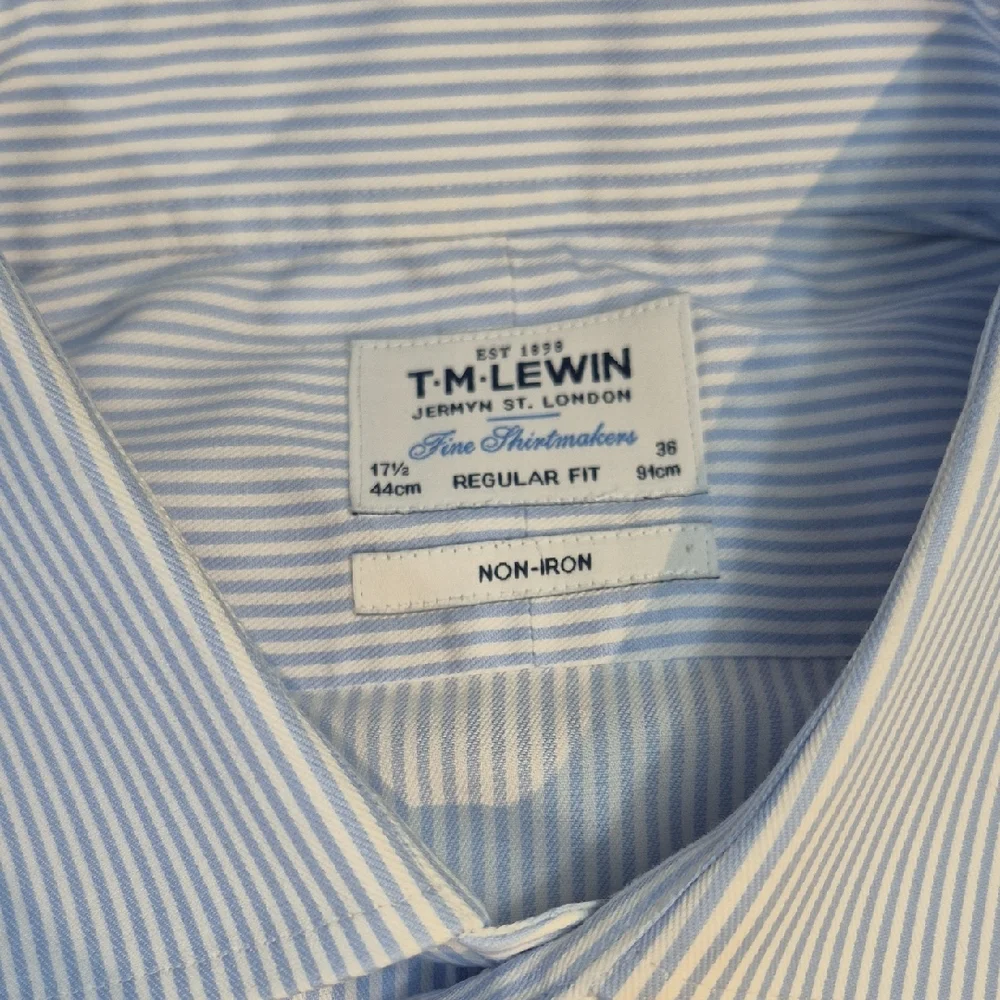 EST 1898
T·M·LEWIN
JERMYN ST. LONDON
Fine Shirtmakers
17½ 36
44cm REGULAR FIT 91cm
NON-IRON